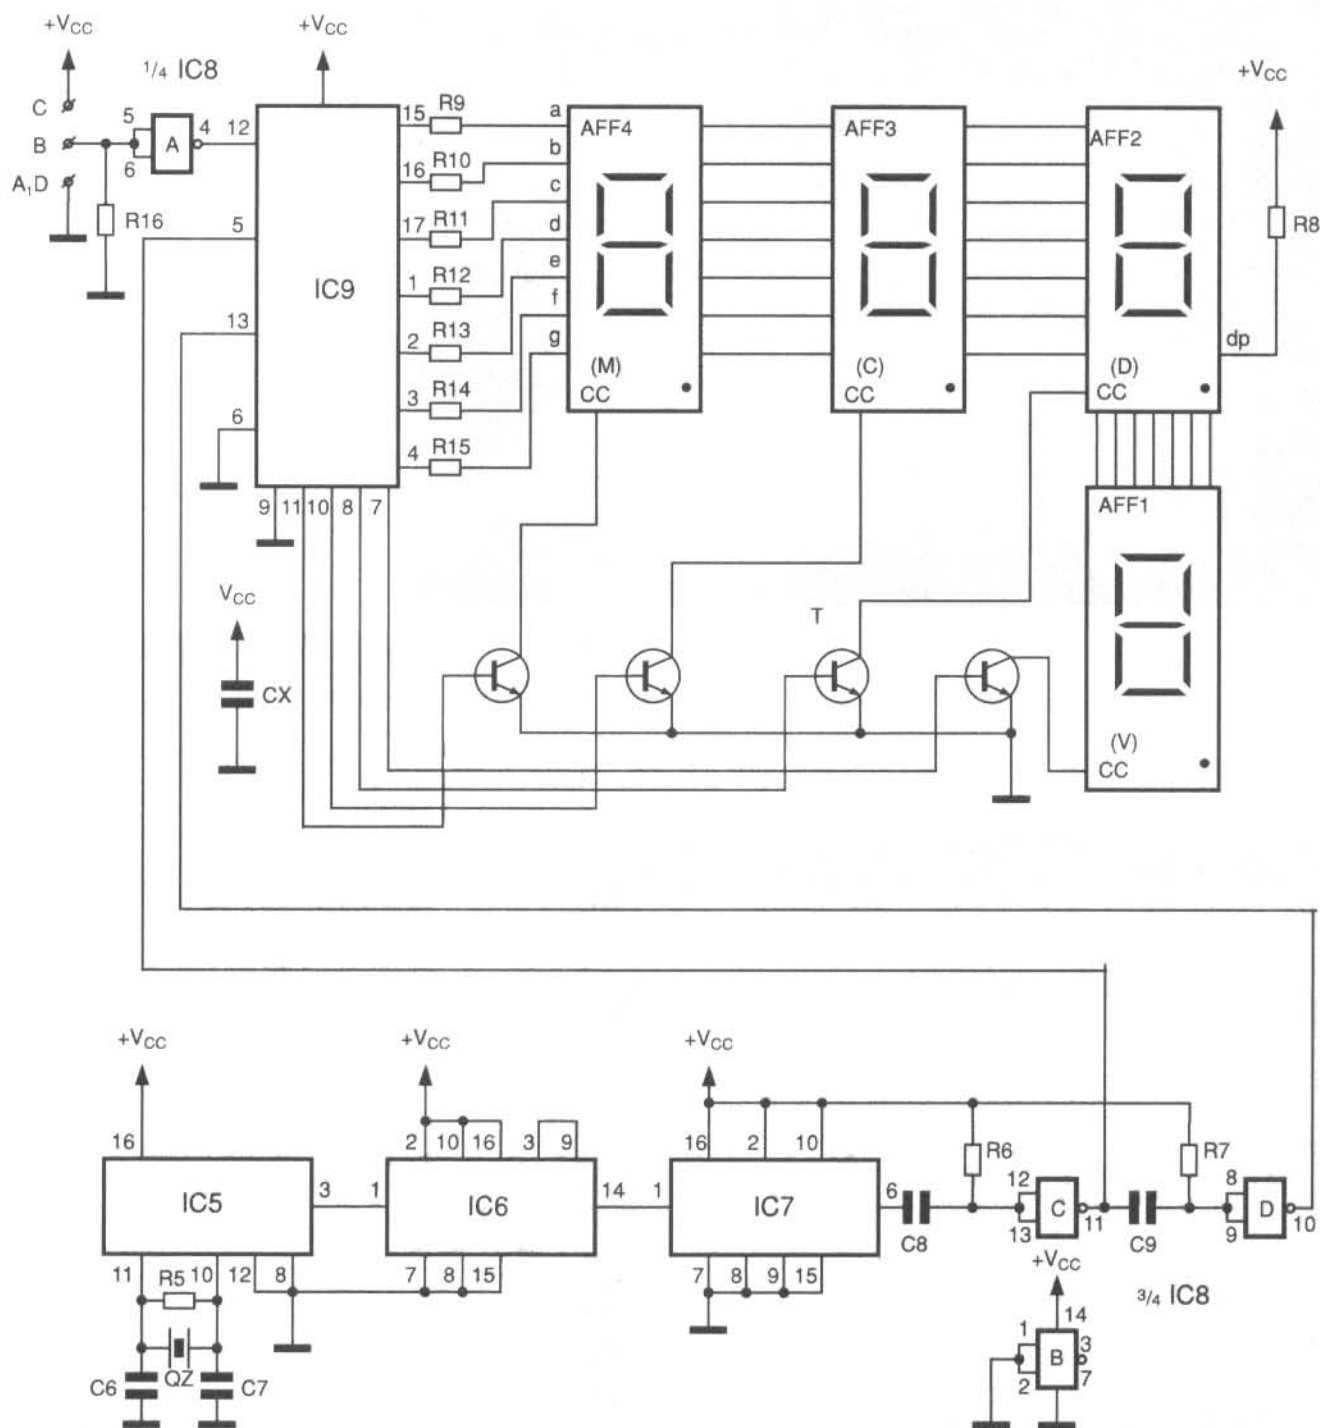 +VCC
+VCC
1/4 IC8
+VCC
C
B
A1D
5
6
A
4
12
R16
5
13
6
IC9
15 R9
16 R10
17 R11
1 R12
2 R13
3 R14
4 R15
a
b
c
d
e
f
g
AFF4
(M)
CC
AFF3
(C)
CC
AFF2
(D)
CC
dp
R8
9 11 10 8 7
AFF1
(V)
CC
VCC
CX
T
+VCC
+VCC
+VCC
16
2 10 16 3 9
16 2 10
R6
R7
IC5
3
1
IC6
14
1
IC7
6
C8
12
13
C
11
C9
8
9
D
10
11 R5 10 12 8
7 8 15
7 8 9 15
+VCC
3/4 IC8
14
1
2
B
3
7
C6
QZ
C7